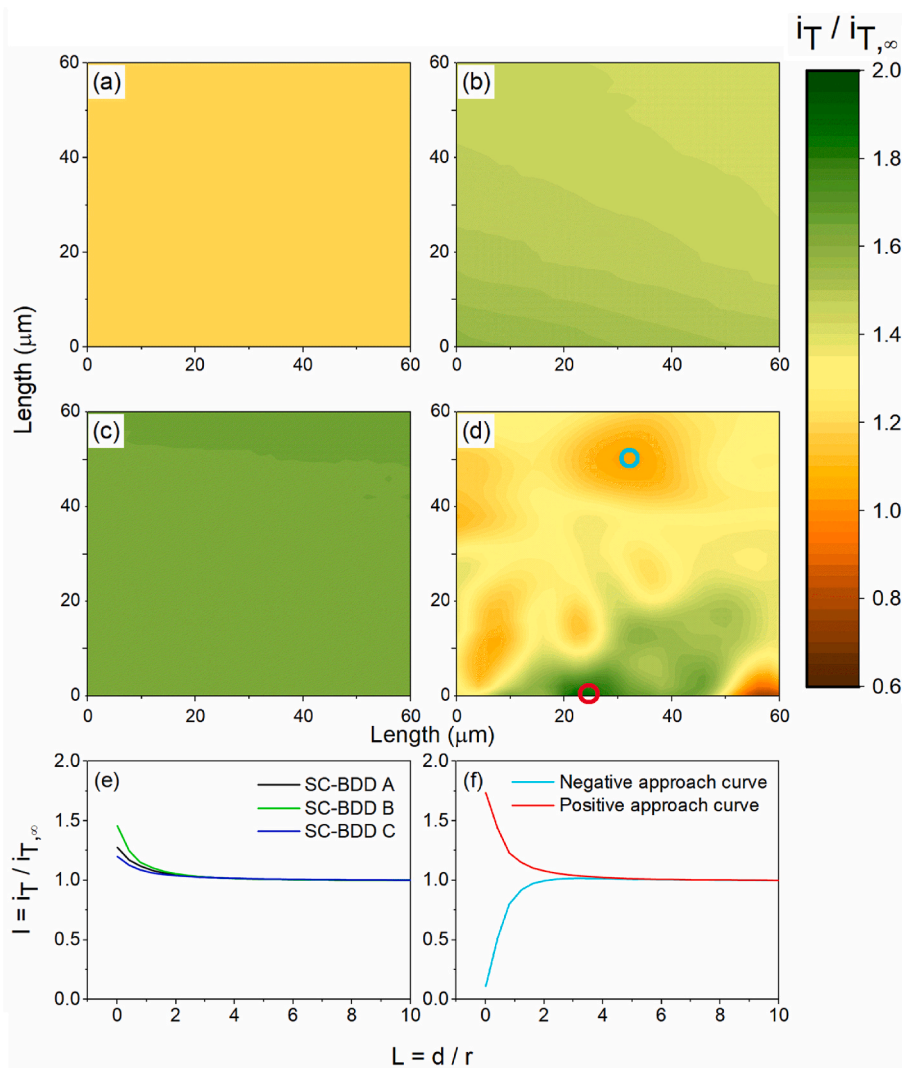 i_T / i_T,∞
(a)
60
40
20
0
0 20 40 60
(b)
60
40
20
0
0 20 40 60
2.0
1.8
1.6
1.4
1.2
1.0
0.8
0.6
Length (μm)
(c)
60
40
20
0
0 20 40 60
(d)
60
40
20
0
0 20 40 60
Length (μm)
(e)
SC-BDD A
SC-BDD B
SC-BDD C
2.0
1.5
1.0
0.5
0.0
0 2 4 6 8 10
I = i_T / i_T,∞
(f)
Negative approach curve
Positive approach curve
2.0
1.5
1.0
0.5
0.0
0 2 4 6 8 10
L = d / r